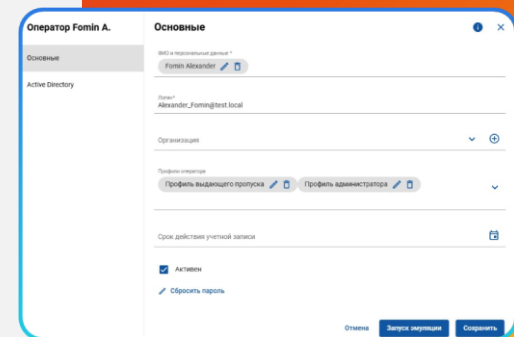 Оператор Fomin A.
Основные
Active Directory
Основные
ФИО и персональные данные *
Fomin Alexander
Логин *
Alexander_Fomin@test.local
Организация
Профили оператора
Профиль выдающего пропуска
Профиль администратора
Срок действия учетной записи
Активен
Сбросить пароль
Отмена
Запуск эмуляции
Сохранить